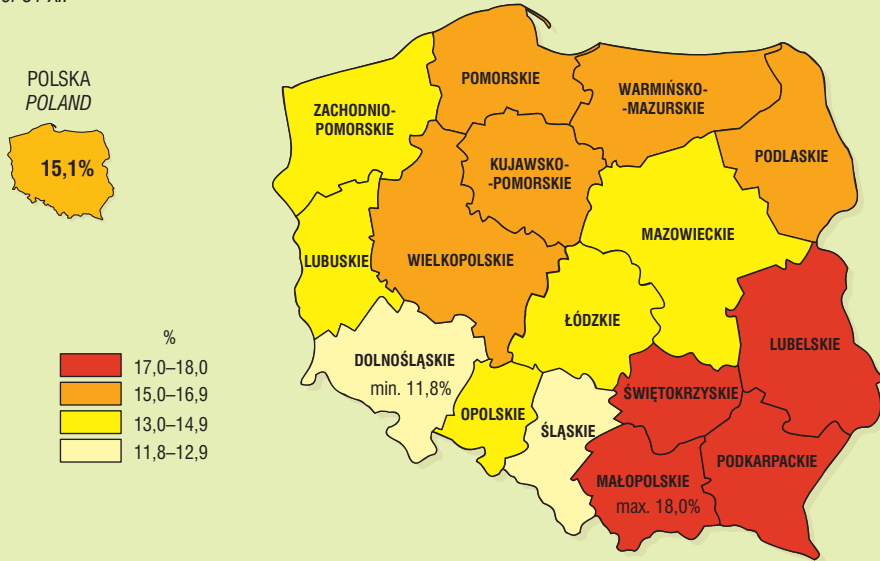 POLSKA
POLAND
15,1%
%
17,0–18,0
15,0–16,9
13,0–14,9
11,8–12,9
POMORSKIE
WARMIŃSKO-
-MAZURSKIE
ZACHODNIO-
-POMORSKIE
PODLASKIE
KUJAWSKO-
-POMORSKIE
MAZOWIECKIE
LUBUSKIE
WIELKOPOLSKIE
ŁÓDZKIE
LUBELSKIE
DOLNOŚLĄSKIE
min. 11,8%
ŚWIĘTOKRZYSKIE
OPOLSKIE
ŚLĄSKIE
PODKARPACKIE
MAŁOPOLSKIE
max. 18,0%